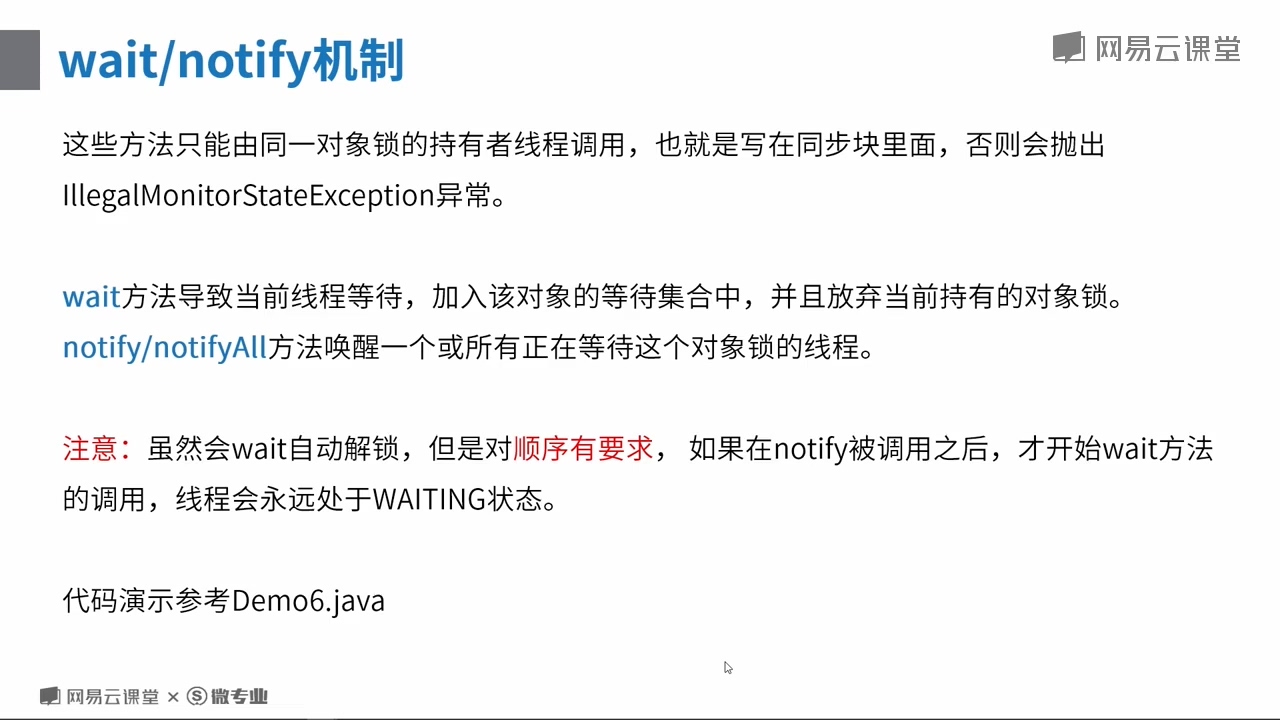 wait/notify机制
网易云课堂
这些方法只能由同一对象锁的持有者线程调用，也就是写在同步块里面，否则会抛出
IllegalMonitorStateException异常。
wait方法导致当前线程等待，加入该对象的等待集合中，并且放弃当前持有的对象锁。
notify/notifyAll方法唤醒一个或所有正在等待这个对象锁的线程。
注意：虽然会wait自动解锁，但是对顺序有要求， 如果在notify被调用之后，才开始wait方法
的调用，线程会永远处于WAITING状态。
代码演示参考Demo6.java
网易云课堂 × S 微专业